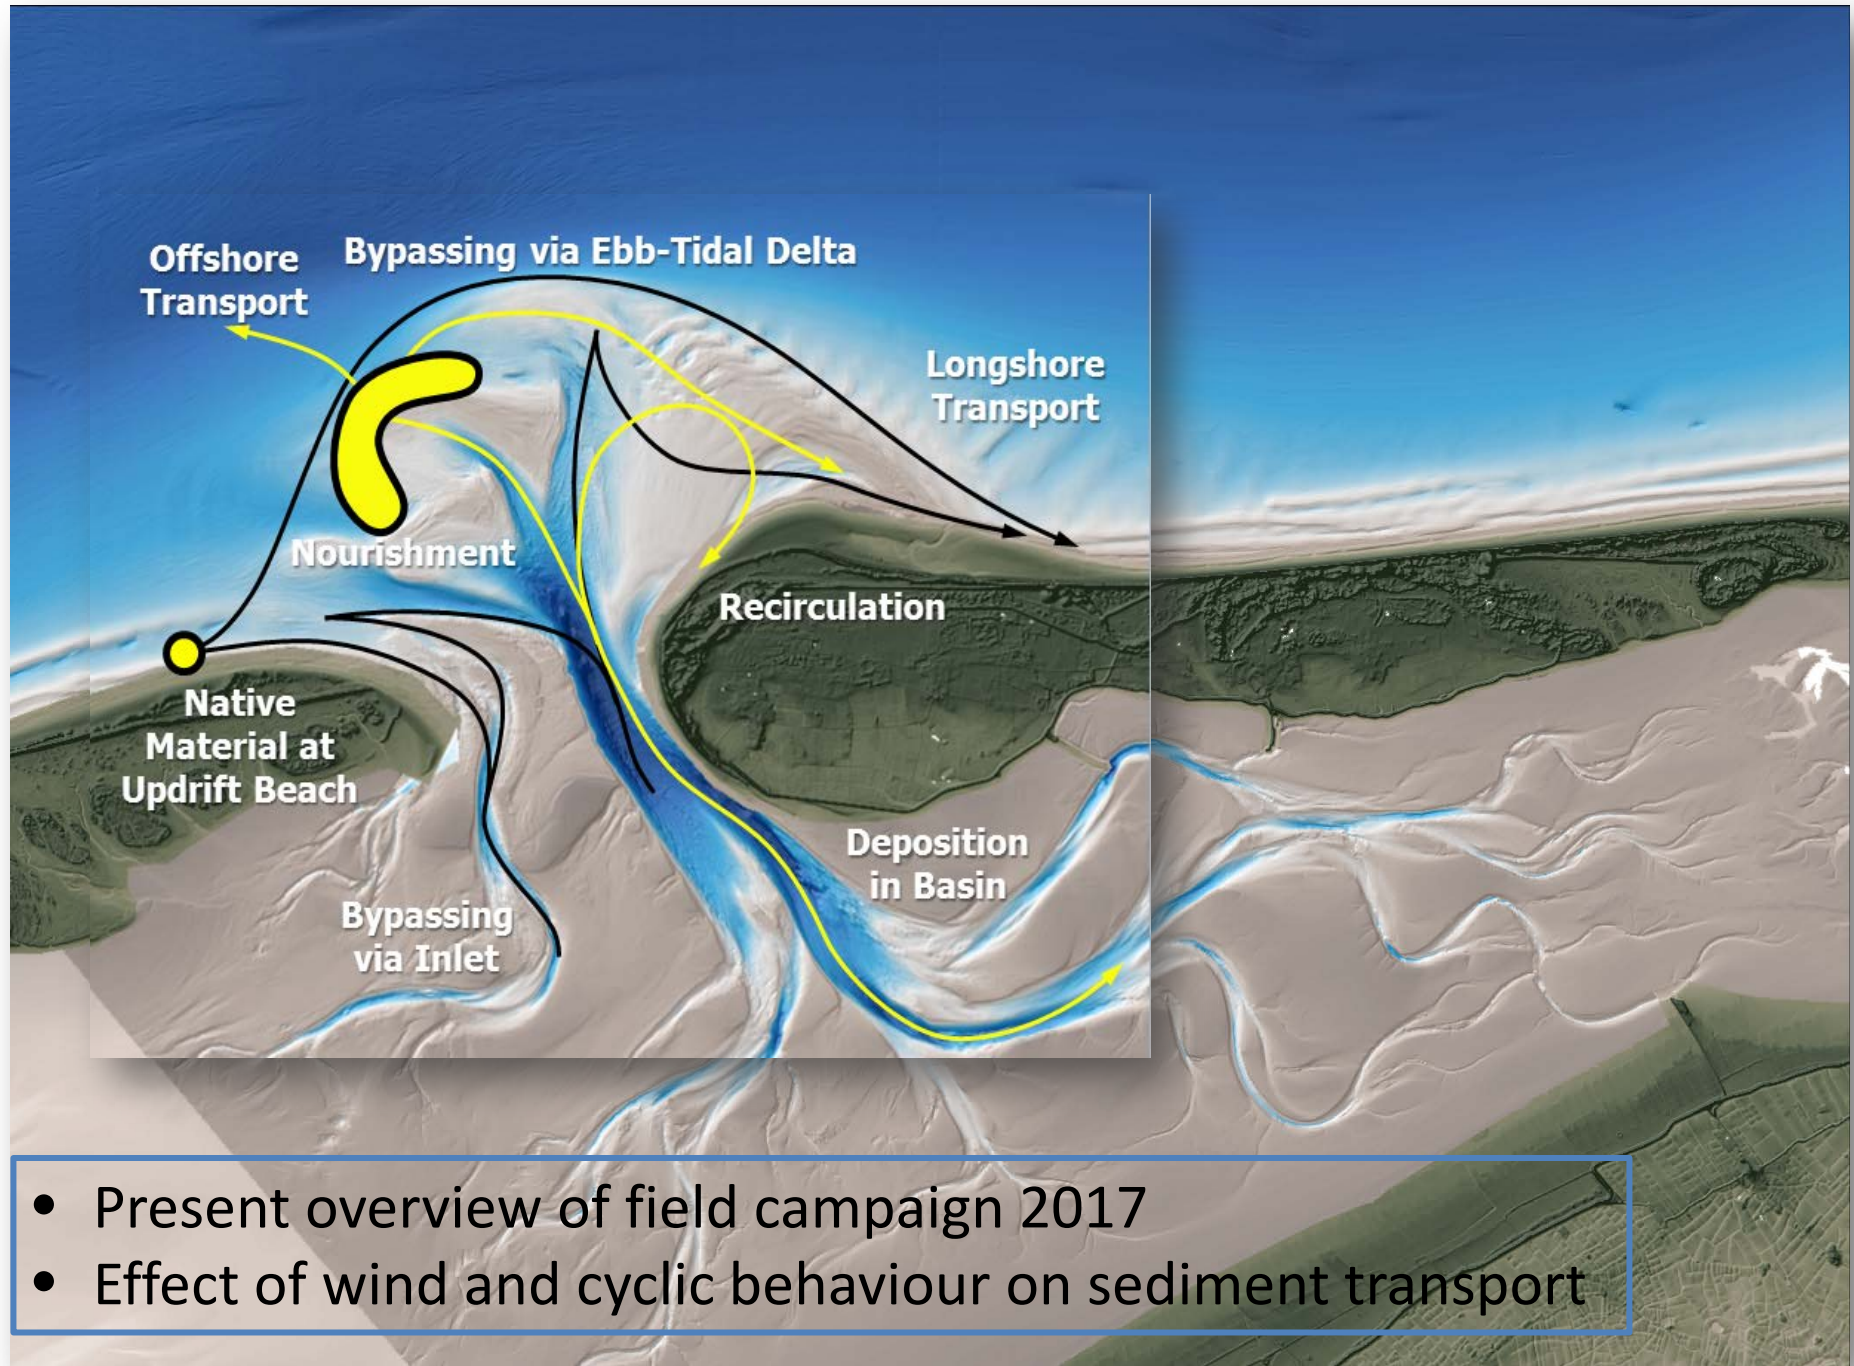 Offshore
Transport
Bypassing via Ebb-Tidal Delta
Longshore
Transport
Nourishment
Recirculation
Native
Material at
Updrift Beach
Deposition
in Basin
Bypassing
via Inlet
• Present overview of field campaign 2017
• Effect of wind and cyclic behaviour on sediment transport